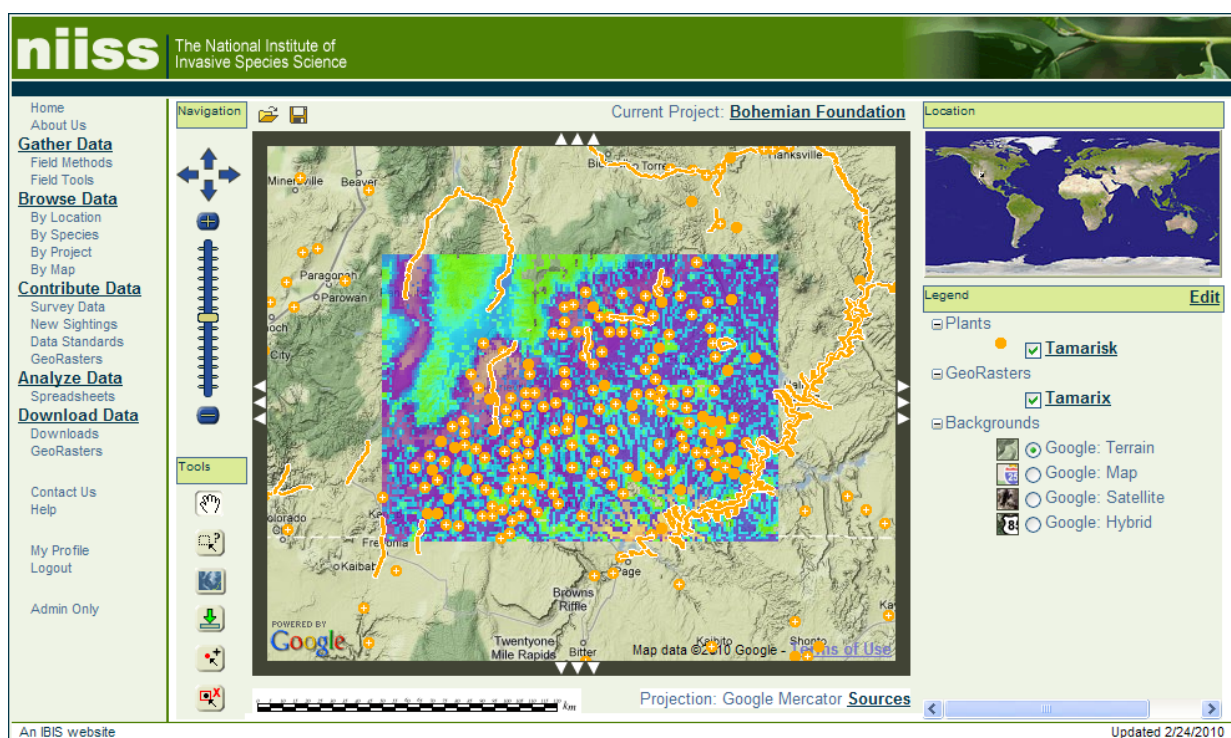 niiss
The National Institute of
Invasive Species Science
Home
About Us
Gather Data
Field Methods
Field Tools
Browse Data
By Location
By Species
By Project
By Map
Contribute Data
Survey Data
New Sightings
Data Standards
GeoRasters
Analyze Data
Spreadsheets
Download Data
Downloads
GeoRasters
Contact Us
Help
My Profile
Logout
Admin Only
Navigation
Tools
Current Project: Bohemian Foundation
Minersville
Beaver
Torrey
Hanksville
Paragonah
Parowan
City
Colorado
City
Fredonia
Kaibab
Page
Browns
Riffle
Twentyone
Mile Rapids
Bitter
Kaibito
Shonto
POWERED BY
Google
Map data ©2010 Google - Terms of Use
km
Projection: Google Mercator Sources
Location
Legend Edit
Plants
Tamarisk
GeoRasters
Tamarix
Backgrounds
Google: Terrain
Google: Map
Google: Satellite
Google: Hybrid
An IBIS website
Updated 2/24/2010